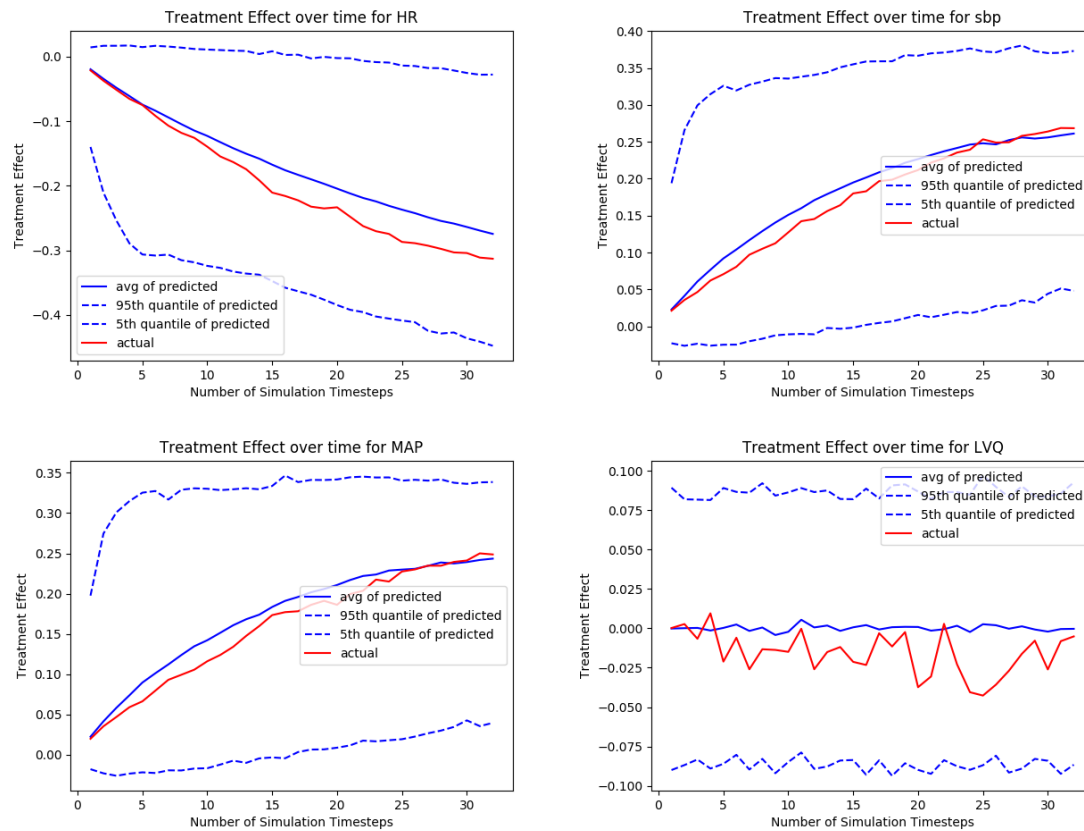 Treatment Effect over time for HR
Treatment Effect
0.0
−0.1
−0.2
−0.3
−0.4
avg of predicted
95th quantile of predicted
5th quantile of predicted
actual
0 5 10 15 20 25 30
Number of Simulation Timesteps
Treatment Effect over time for sbp
Treatment Effect
0.40
0.35
0.30
0.25
0.20
0.15
0.10
0.05
0.00
avg of predicted
95th quantile of predicted
5th quantile of predicted
actual
0 5 10 15 20 25 30
Number of Simulation Timesteps
Treatment Effect over time for MAP
Treatment Effect
0.35
0.30
0.25
0.20
0.15
0.10
0.05
0.00
avg of predicted
95th quantile of predicted
5th quantile of predicted
actual
0 5 10 15 20 25 30
Number of Simulation Timesteps
Treatment Effect over time for LVQ
Treatment Effect
0.100
0.075
0.050
0.025
0.000
−0.025
−0.050
−0.075
−0.100
avg of predicted
95th quantile of predicted
5th quantile of predicted
actual
0 5 10 15 20 25 30
Number of Simulation Timesteps